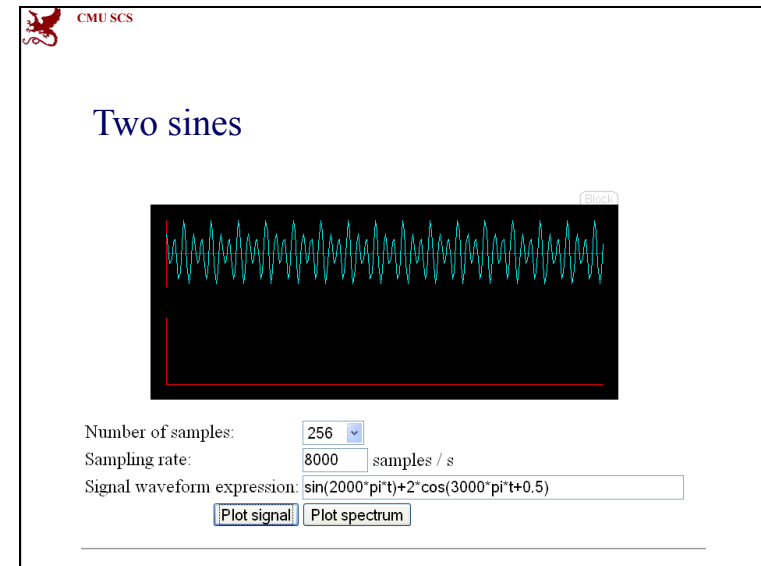 CMU SCS
Two sines
Block
Number of samples: 256
Sampling rate: 8000 samples / s
Signal waveform expression: sin(2000*pi*t)+2*cos(3000*pi*t+0.5)
Plot signal Plot spectrum